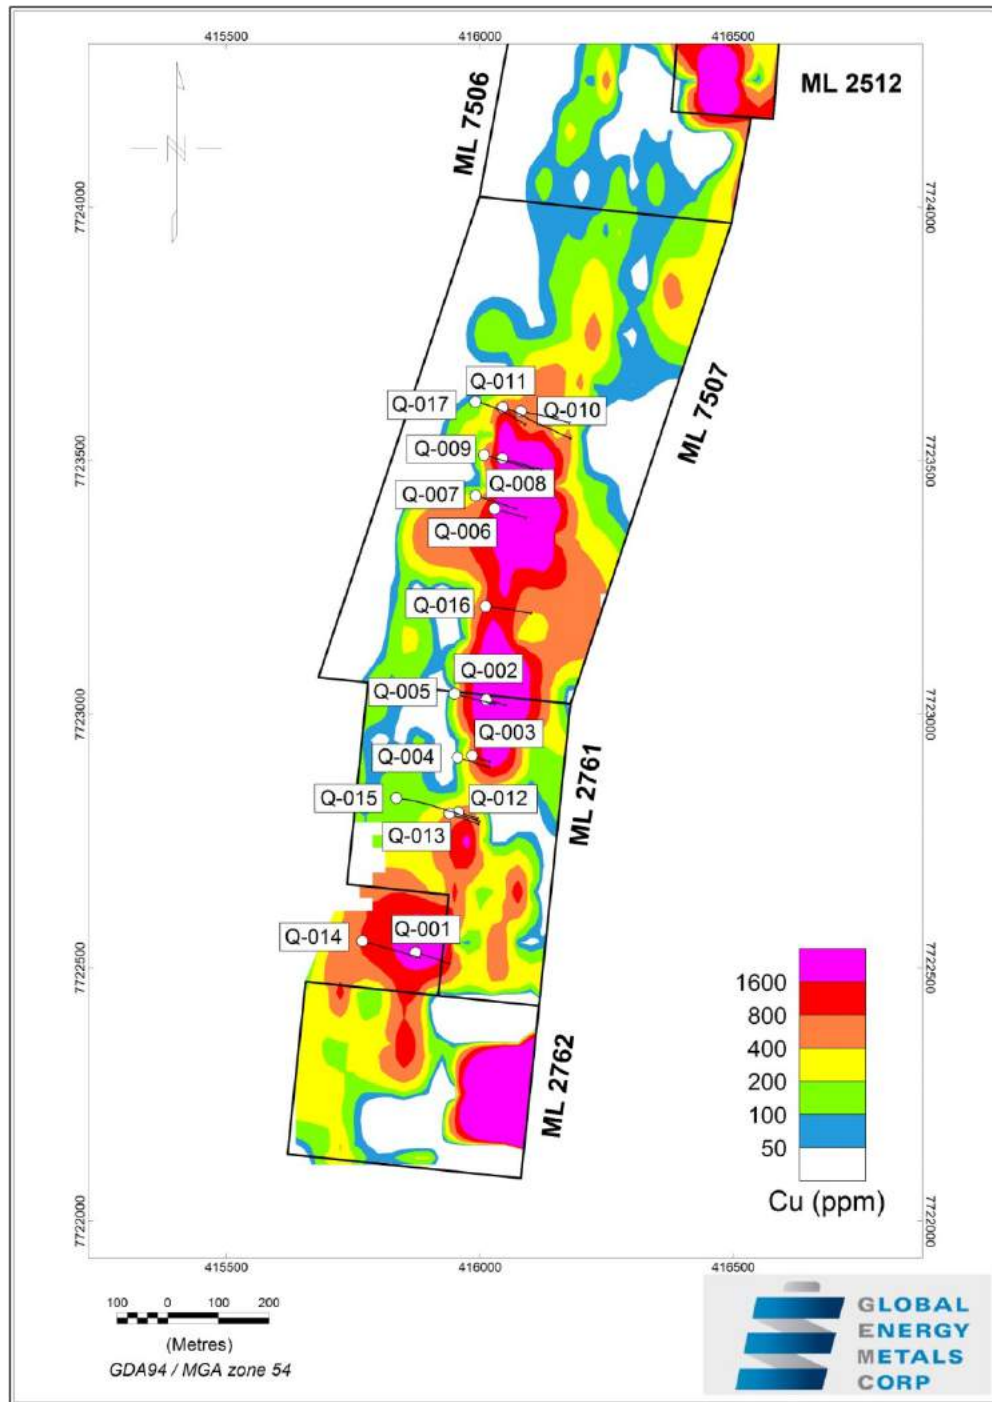 415500 416000 416500
ML 7506
ML 2512
7724000 7724000
Q-011
Q-017
Q-010
ML 7507
Q-009
7723500 7723500
Q-008
Q-007
Q-006
Q-016
Q-002
Q-005
7723000 7723000
Q-003
Q-004
Q-015
Q-012
ML 2761
Q-013
Q-001
Q-014
7722500 7722500
1600
800
400
200
100
50
Cu (ppm)
ML 2762
7722000 7722000
415500 416000 416500
100 0 100 200
(Metres)
GDA94 / MGA zone 54
GLOBAL
ENERGY
METALS
CORP